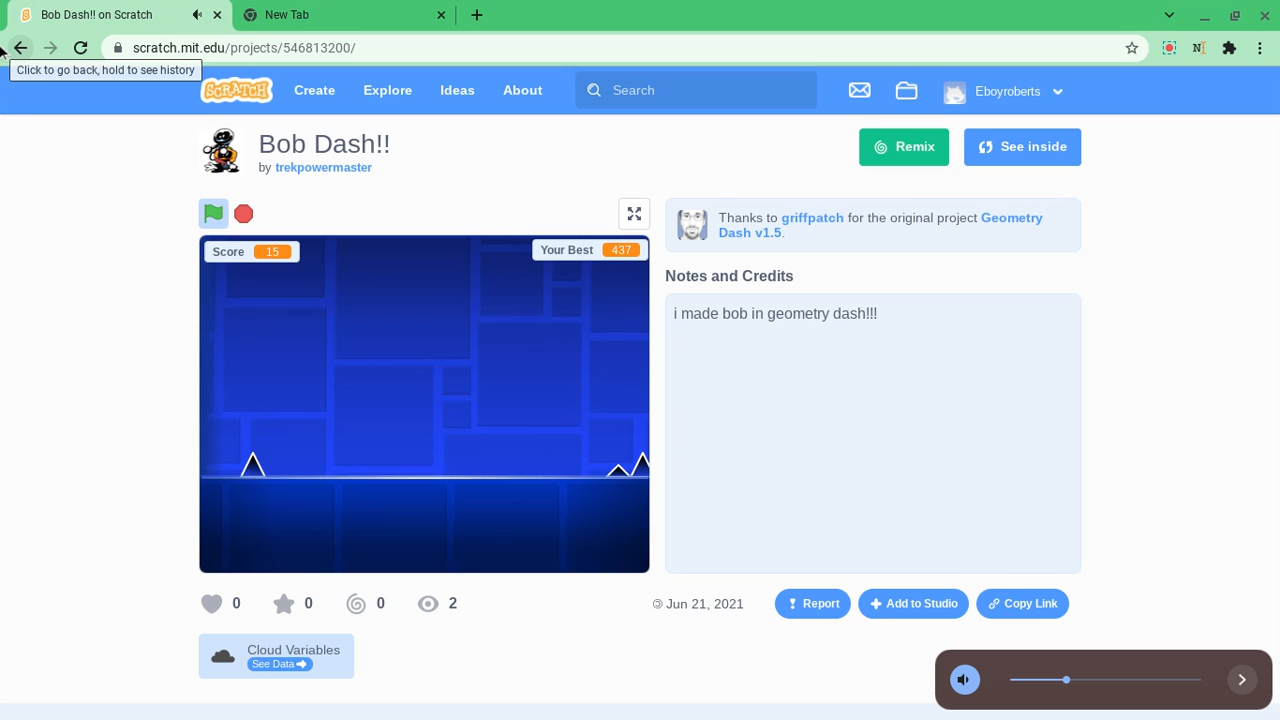 Bob Dash!! on Scratch
New Tab
scratch.mit.edu/projects/546813200/
Click to go back, hold to see history
SCRATCH
Create
Explore
Ideas
About
Search
Eboyroberts
Bob Dash!!
by trekpowermaster
Remix
See inside
Thanks to griffpatch for the original project Geometry
Dash v1.5.
Score 15
Your Best 437
Notes and Credits
i made bob in geometry dash!!!
0
0
0
2
Jun 21, 2021
Report
Add to Studio
Copy Link
Cloud Variables
See Data